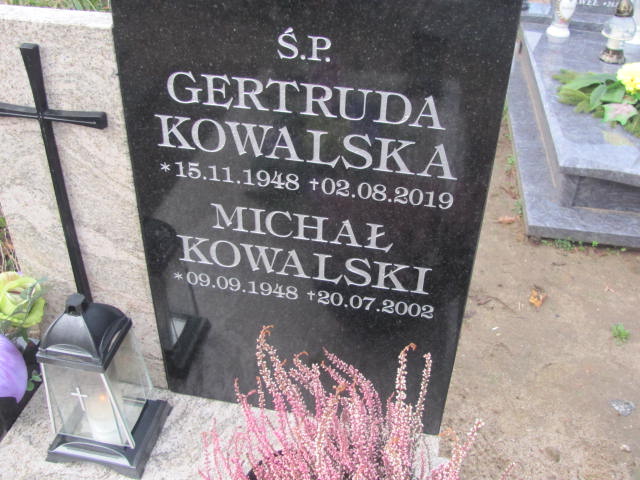 Ś.P.
GERTRUDA
KOWALSKA
*15.11.1948 †02.08.2019
MICHAŁ
KOWALSKI
*09.09.1948 †20.07.2002